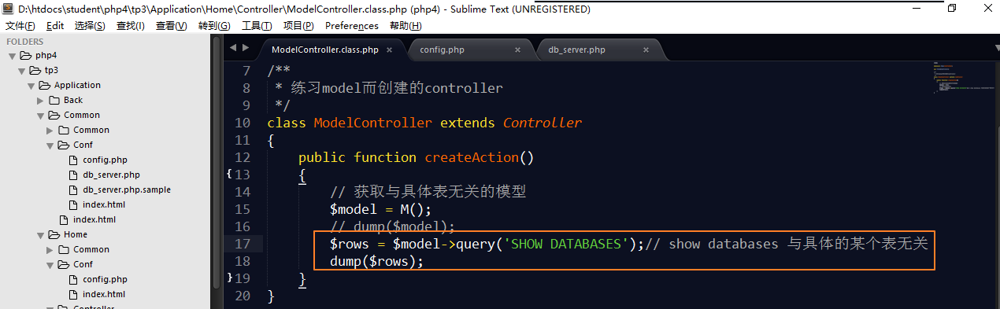 D:\htdocs\student\php4\tp3\Application\Home\Controller\ModelController.class.php (php4) - Sublime Text (UNREGISTERED)
文件(F) Edit 选择(S) 查找(I) 查看(V) 转到(G) 工具(T) 项目(P) Preferences 帮助(H)
FOLDERS
php4
tp3
Application
Back
Common
Common
Conf
config.php
db_server.php
db_server.php.sample
index.html
index.html
Home
Common
Conf
config.php
index.html
Controller
ModelController.class.php × config.php × db_server.php ×
7 /**
8 * 练习model而创建的controller
9 */
10 class ModelController extends Controller
11 {
12 public function createAction()
{13 {
14 // 获取与具体表无关的模型
15 $model = M();
16 // dump($model);
17 $rows = $model->query('SHOW DATABASES');// show databases 与具体的某个表无关
18 dump($rows);
}19 }
20 }